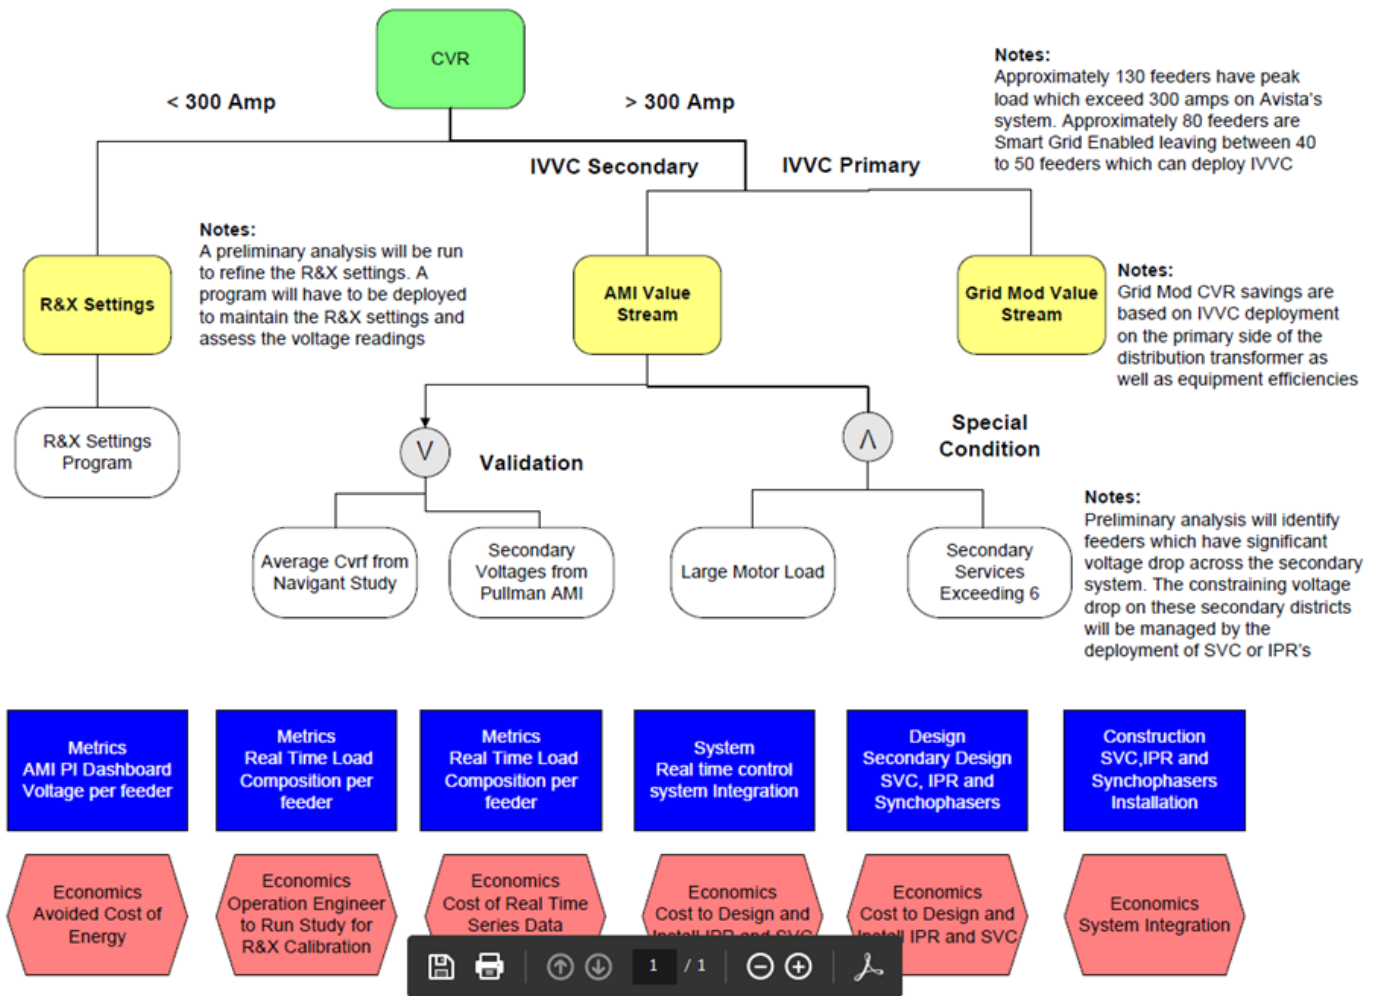 CVR
< 300 Amp
> 300 Amp
Notes:
Approximately 130 feeders have peak
load which exceed 300 amps on Avista's
system. Approximately 80 feeders are
Smart Grid Enabled leaving between 40
to 50 feeders which can deploy IVVC
IVVC Secondary
IVVC Primary
Notes:
A preliminary analysis will be run
to refine the R&X settings. A
program will have to be deployed
to maintain the R&X settings and
assess the voltage readings
R&X Settings
AMI Value
Stream
Grid Mod Value
Stream
Notes:
Grid Mod CVR savings are
based on IVVC deployment
on the primary side of the
distribution transformer as
well as equipment efficiencies
R&X Settings
Program
V
Validation
Λ
Special
Condition
Average Cvrf from
Navigant Study
Secondary
Voltages from
Pullman AMI
Large Motor Load
Secondary
Services
Exceeding 6
Notes:
Preliminary analysis will identify
feeders which have significant
voltage drop across the secondary
system. The constraining voltage
drop on these secondary districts
will be managed by the
deployment of SVC or IPR's
Metrics
AMI PI Dashboard
Voltage per feeder
Metrics
Real Time Load
Composition per
feeder
Metrics
Real Time Load
Composition per
feeder
System
Real time control
system Integration
Design
Secondary Design
SVC, IPR and
Synchophasers
Construction
SVC,IPR and
Synchophasers
Installation
Economics
Avoided Cost of
Energy
Economics
Operation Engineer
to Run Study for
R&X Calibration
Economics
Cost of Real Time
Series Data
Economics
Cost to Design and
Install IPR and SVC
Economics
Cost to Design and
Install IPR and SVC
Economics
System Integration
1 / 1